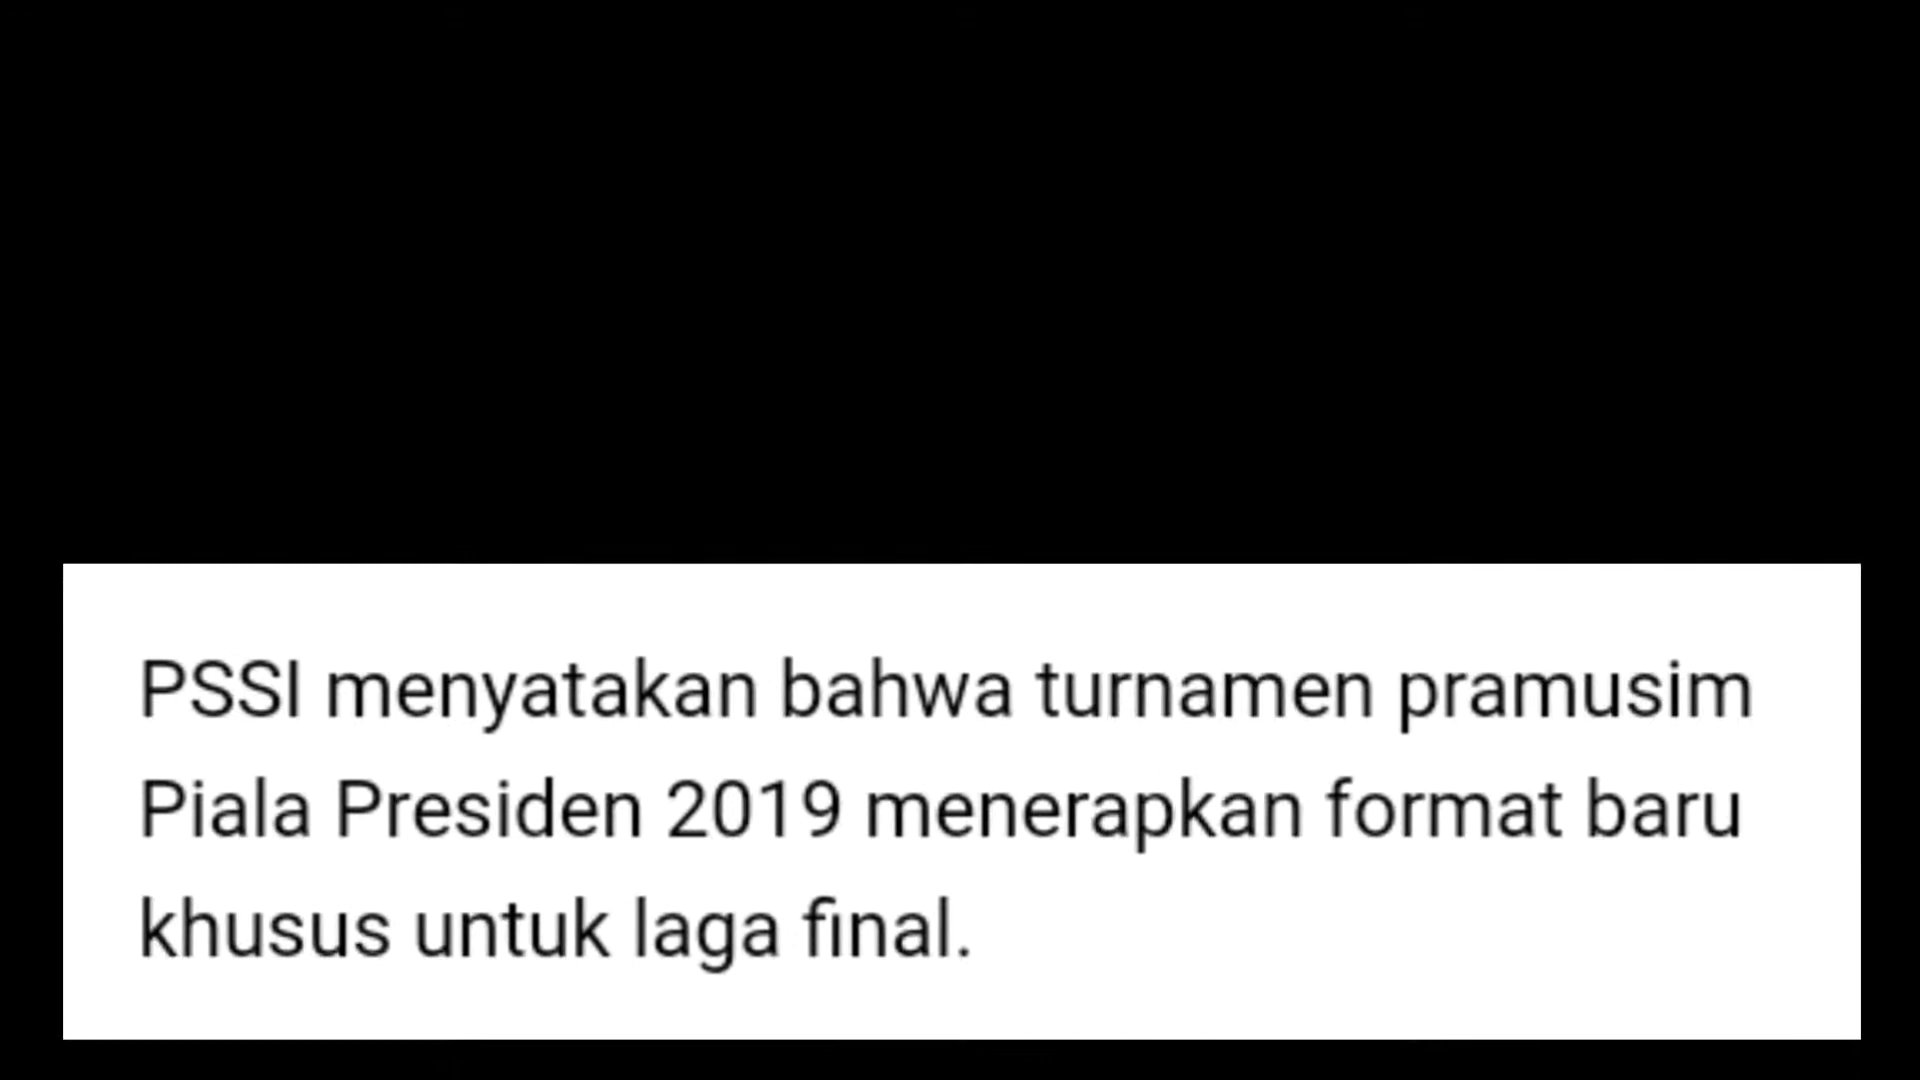 PSSI menyatakan bahwa turnamen pramusim
Piala Presiden 2019 menerapkan format baru
khusus untuk laga final.